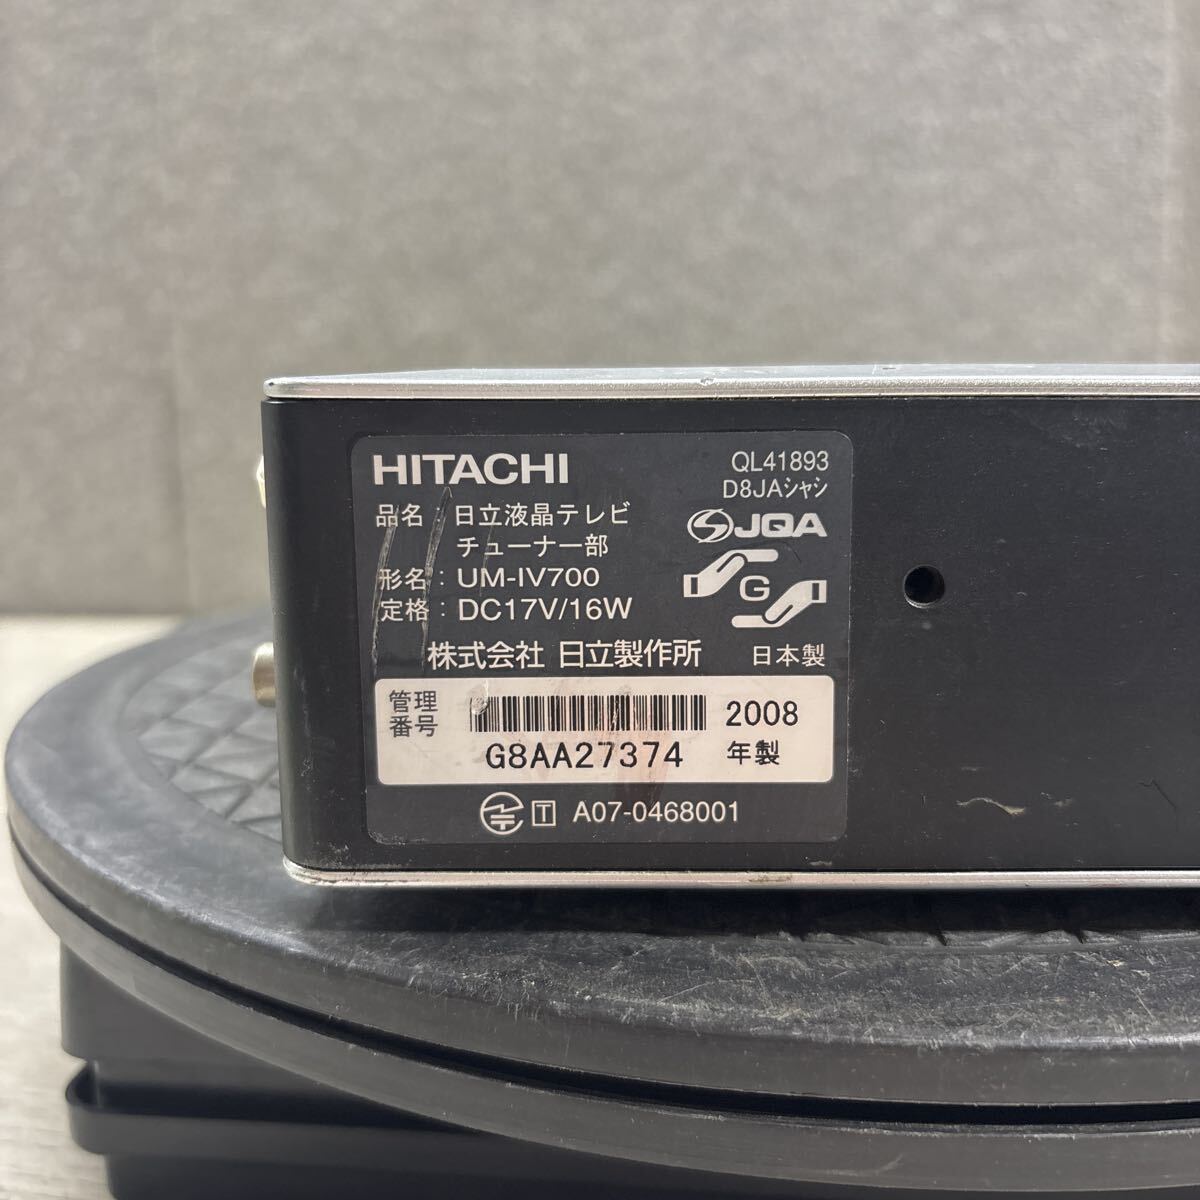 HITACHI
QL41893
D8JAシャシ
品名：日立液晶テレビ
チューナー部
JQA
形名：UM-IV700
G
定格：DC17V/16W
株式会社 日立製作所
日本製
管理
番号
2008
年製
G8AA27374
T A07-0468001